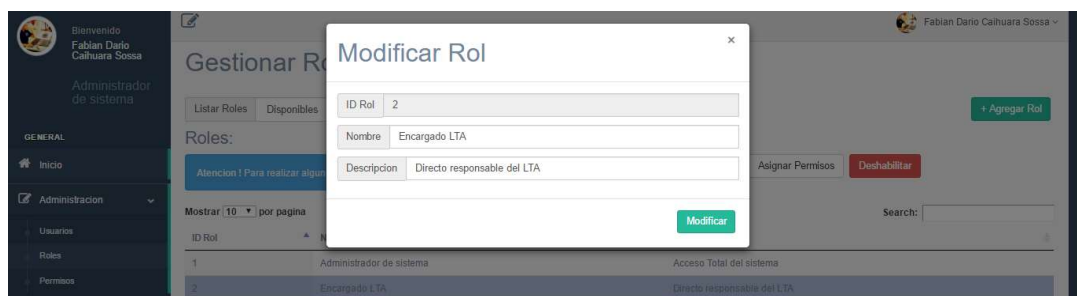 Bienvenido
Fabian Dario
Caihuara Sossa
Administrador
de sistema
GENERAL
Inicio
Administracion
Usuarios
Roles
Permisos
Fabian Dario Caihuara Sossa
Gestionar Ro
Listar Roles Disponibles
+ Agregar Rol
Roles:
Atencion ! Para realizar algun
Asignar Permisos Deshabilitar
Mostrar 10 por pagina
Search:
ID Rol N
1 Administrador de sistema Acceso Total del sistema
2 Encargado LTA Directo responsable del LTA
Modificar Rol
×
ID Rol 2
Nombre Encargado LTA
Descripcion Directo responsable del LTA
Modificar